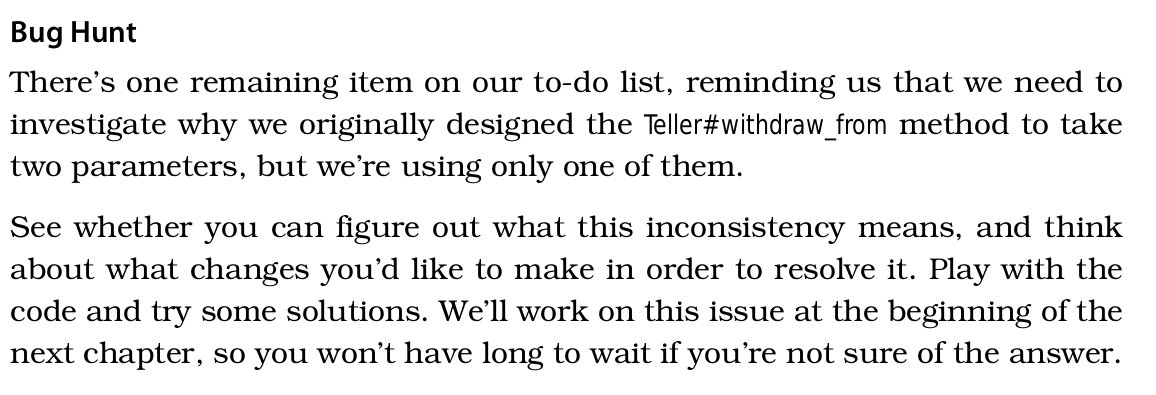 Bug Hunt
There’s one remaining item on our to-do list, reminding us that we need to
investigate why we originally designed the Teller#withdraw_from method to take
two parameters, but we’re using only one of them.
See whether you can figure out what this inconsistency means, and think
about what changes you’d like to make in order to resolve it. Play with the
code and try some solutions. We’ll work on this issue at the beginning of the
next chapter, so you won’t have long to wait if you’re not sure of the answer.